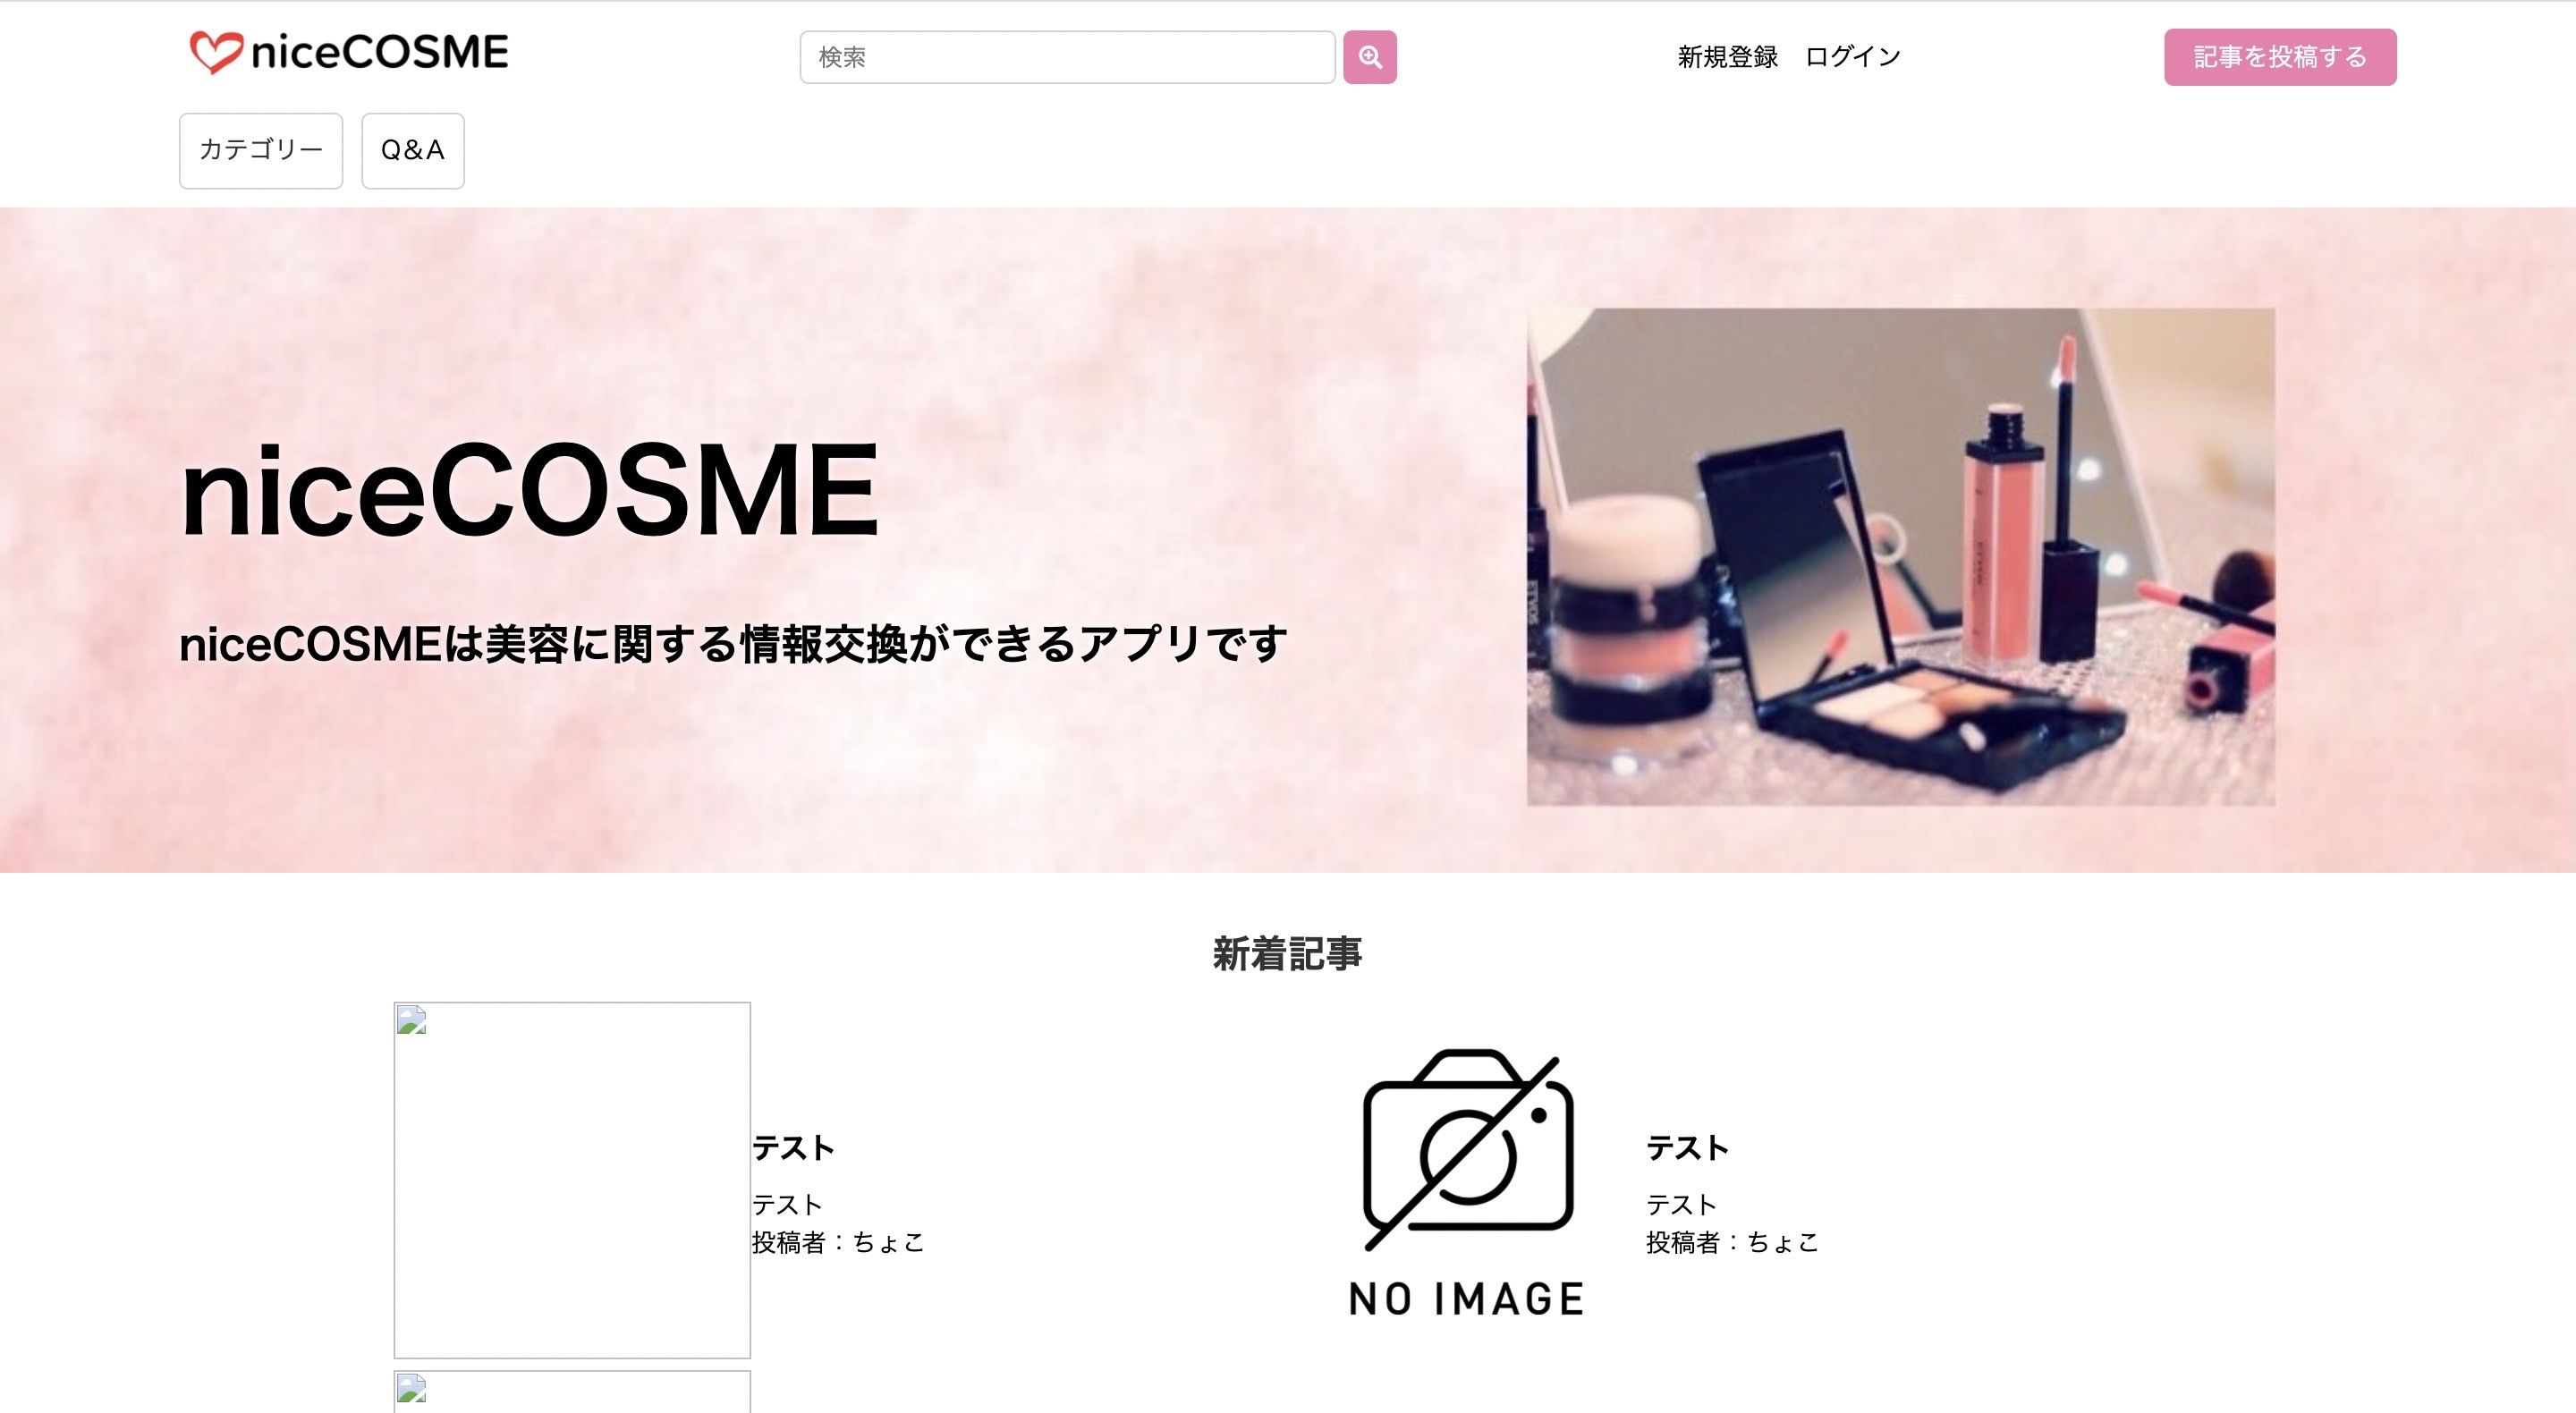 niceCOSME
検索
新規登録 ログイン
記事を投稿する
カテゴリー
Q&A
niceCOSME
niceCOSMEは美容に関する情報交換ができるアプリです
新着記事
テスト
テスト
投稿者：ちょこ
NO IMAGE
テスト
テスト
投稿者：ちょこ